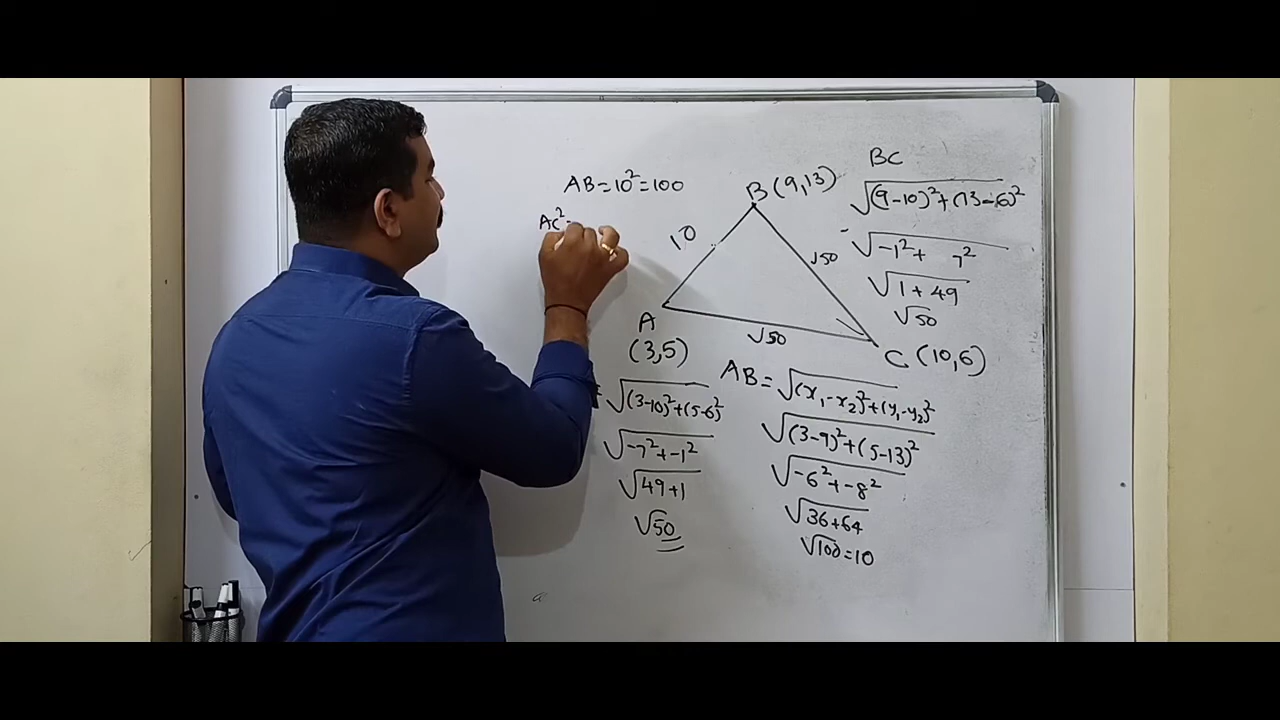 AB=10²=100
AC²=
B(9,13)
10
√50
A
(3,5)
√50
C (10,6)
BC
√(9-10)²+(13-6)²
√-1²+ 7²
√1+49
√50
√(3-10)²+(5-6)²
√-7²+-1²
√49+1
√50
AB=√(x₁-x₂)²+(y₁-y₂)²
√(3-9)²+(5-13)²
√-6²+-8²
√36+64
√100=10